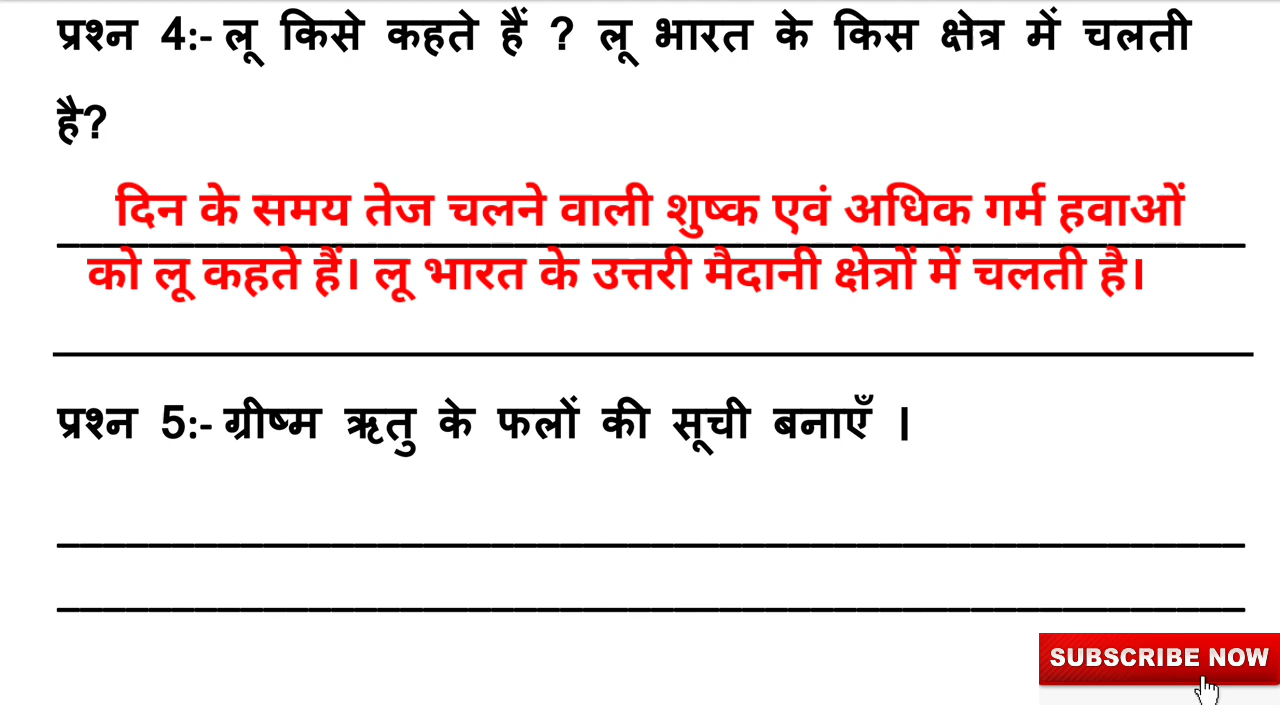 प्रश्न 4:- लू किसे कहते हैं ? लू भारत के किस क्षेत्र में चलती
है?
दिन के समय तेज चलने वाली शुष्क एवं अधिक गर्म हवाओं
को लू कहते हैं। लू भारत के उत्तरी मैदानी क्षेत्रों में चलती है।
प्रश्न 5:- ग्रीष्म ऋतु के फलों की सूची बनाएँ ।
SUBSCRIBE NOW